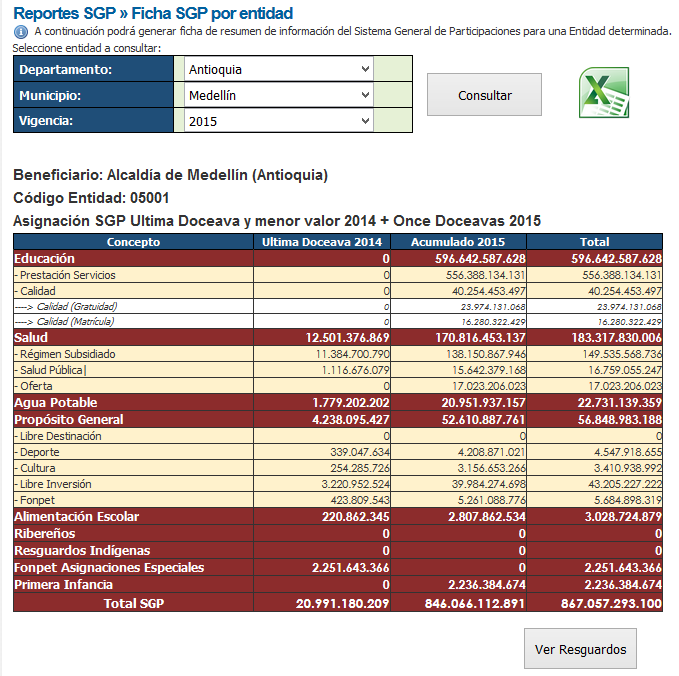 Reportes SGP » Ficha SGP por entidad
A continuación podrá generar ficha de resumen de información del Sistema General de Participaciones para una Entidad determinada.
Seleccione entidad a consultar:
Departamento: Antioquia
Municipio: Medellín
Vigencia: 2015
Consultar
Beneficiario: Alcaldía de Medellín (Antioquia)
Código Entidad: 05001
Asignación SGP Ultima Doceava y menor valor 2014 + Once Doceavas 2015
Concepto Ultima Doceava 2014 Acumulado 2015 Total
Educación 0 596.642.587.628 596.642.587.628
- Prestación Servicios 0 556.388.134.131 556.388.134.131
- Calidad 0 40.254.453.497 40.254.453.497
----> Calidad (Gratuidad) 0 23.974.131.068 23.974.131.068
----> Calidad (Matrícula) 0 16.280.322.429 16.280.322.429
Salud 12.501.376.869 170.816.453.137 183.317.830.006
- Régimen Subsidiado 11.384.700.790 138.150.867.946 149.535.568.736
- Salud Pública 1.116.676.079 15.642.379.168 16.759.055.247
- Oferta 0 17.023.206.023 17.023.206.023
Agua Potable 1.779.202.202 20.951.937.157 22.731.139.359
Propósito General 4.238.095.427 52.610.887.761 56.848.983.188
- Libre Destinación 0 0 0
- Deporte 339.047.634 4.208.871.021 4.547.918.655
- Cultura 254.285.726 3.156.653.266 3.410.938.992
- Libre Inversión 3.220.952.524 39.984.274.698 43.205.227.222
- Fonpet 423.809.543 5.261.088.776 5.684.898.319
Alimentación Escolar 220.862.345 2.807.862.534 3.028.724.879
Ribereños 0 0 0
Resguardos Indígenas 0 0 0
Fonpet Asignaciones Especiales 2.251.643.366 0 2.251.643.366
Primera Infancia 0 2.236.384.674 2.236.384.674
Total SGP 20.991.180.209 846.066.112.891 867.057.293.100
Ver Resguardos